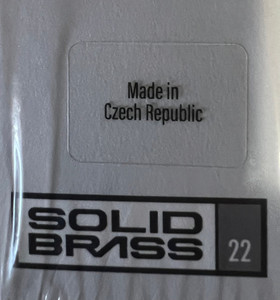 Made in
Czech Republic
SOLID
BRASS
22